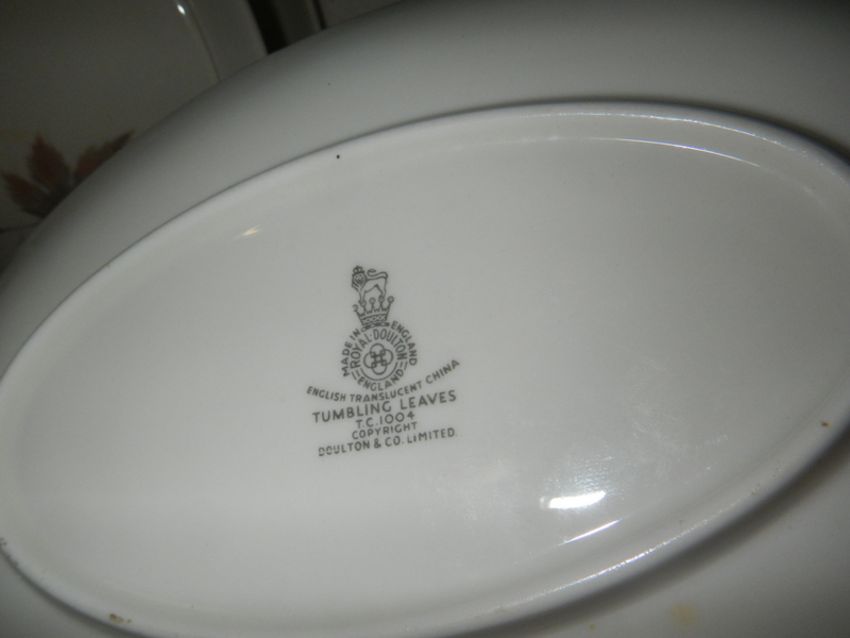 MADE IN ENGLAND
ROYAL·DOULTON
ENGLAND
ENGLISH TRANSLUCENT CHINA
TUMBLING LEAVES
T.C.1004
COPYRIGHT
DOULTON & CO. LIMITED.